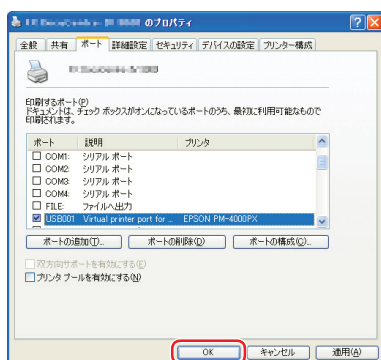 のプロパティ
全般 共有 ポート 詳細設定 セキュリティ デバイスの設定 プリンター構成
印刷するポート(P)
ドキュメントは、チェック ボックスがオンになっているポートのうち、最初に利用可能なもので
印刷されます。
ポート 説明 プリンタ
COM1: シリアル ポート
COM2: シリアル ポート
COM3: シリアル ポート
COM4: シリアル ポート
FILE: ファイルへ出力
USB001 Virtual printer port for ... EPSON PM-4000PX
ポートの追加(T)... ポートの削除(D) ポートの構成(C)...
双方向サポートを有効にする(E)
プリンタ プールを有効にする(N)
OK キャンセル 適用(A)